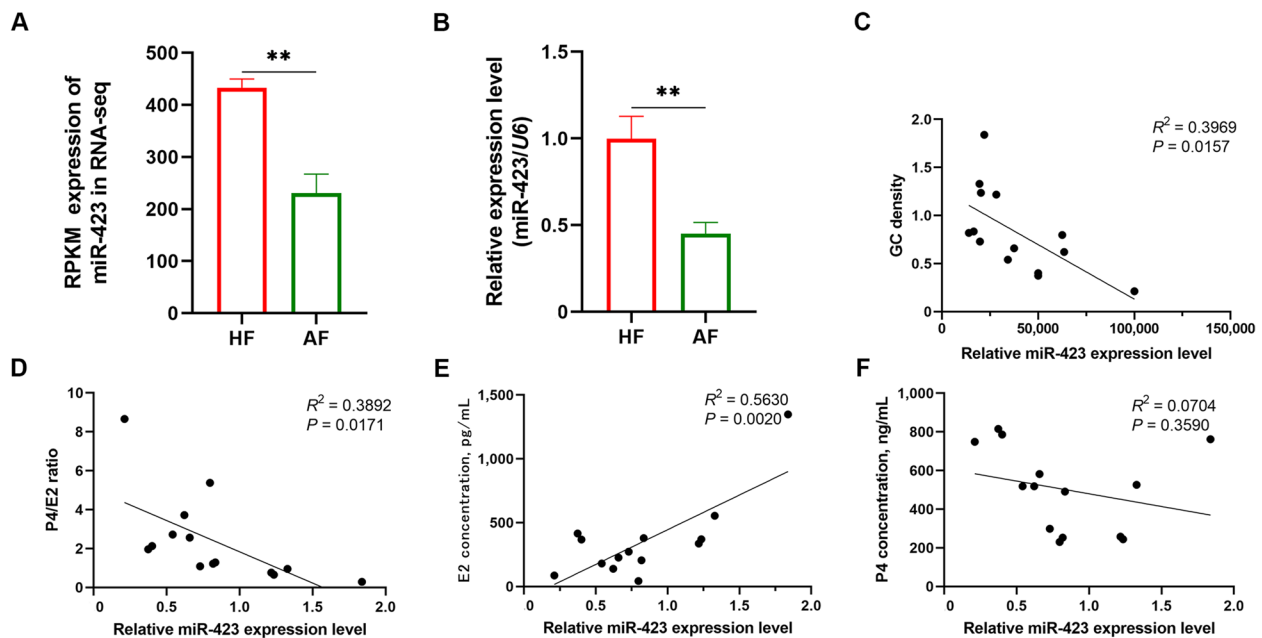 A
RPKM expression of
miR-423 in RNA-seq
500
400
300
200
100
0
**
HF
AF
B
Relative expression level
(miR-423/U6)
1.5
1.0
0.5
0
**
HF
AF
C
GC density
2.0
1.5
1.0
0.5
0
R² = 0.3969
P = 0.0157
0
50,000
100,000
150,000
Relative miR-423 expression level
D
P4/E2 ratio
10
8
6
4
2
0
R² = 0.3892
P = 0.0171
0
0.5
1.0
1.5
2.0
Relative miR-423 expression level
E
E2 concentration, pg/mL
1,500
1,000
500
0
R² = 0.5630
P = 0.0020
0
0.5
1.0
1.5
2.0
Relative miR-423 expression level
F
P4 concentration, ng/mL
1,000
800
600
400
200
0
R² = 0.0704
P = 0.3590
0
0.5
1.0
1.5
2.0
Relative miR-423 expression level